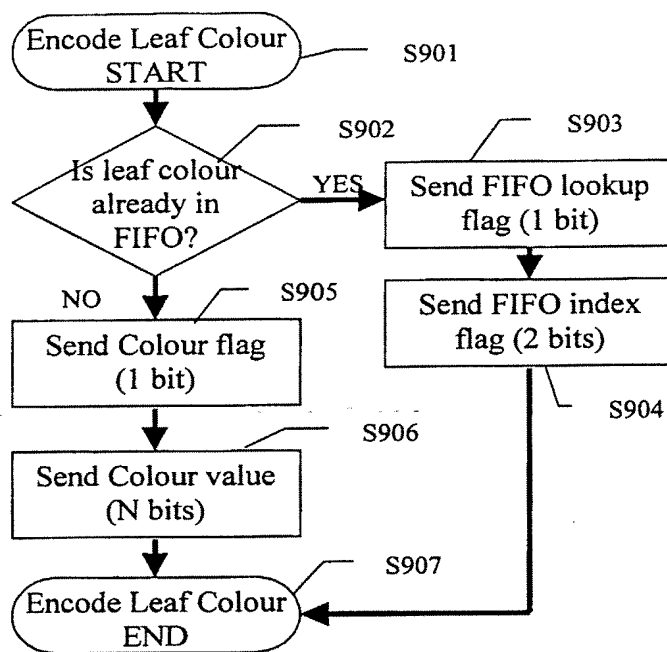 Encode Leaf Colour
START
S901
S902
Is leaf colour
already in
FIFO?
YES
S903
Send FIFO lookup
flag (1 bit)
Send FIFO index
flag (2 bits)
S904
NO
S905
Send Colour flag
(1 bit)
S906
Send Colour value
(N bits)
S907
Encode Leaf Colour
END